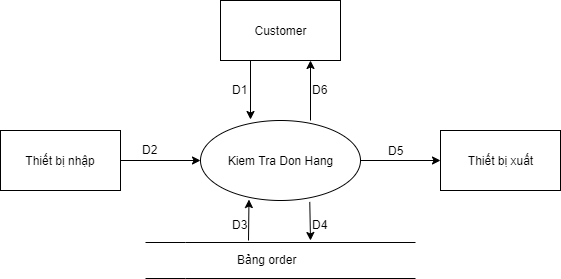 Customer
D1
D6
Thiết bị nhập
D2
Kiem Tra Don Hang
D5
Thiết bị xuất
D3
D4
Bảng order